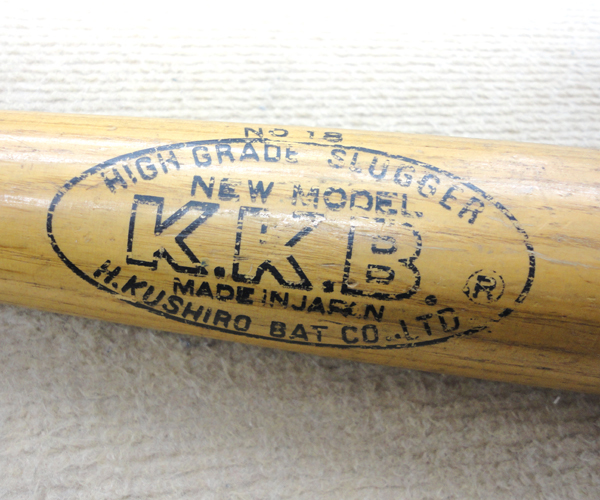 NO 18
HIGH GRADE SLUGGER
NEW MODEL
K.K.B.
®
MADE IN JAPAN
H.KUSHIRO BAT CO.,LTD